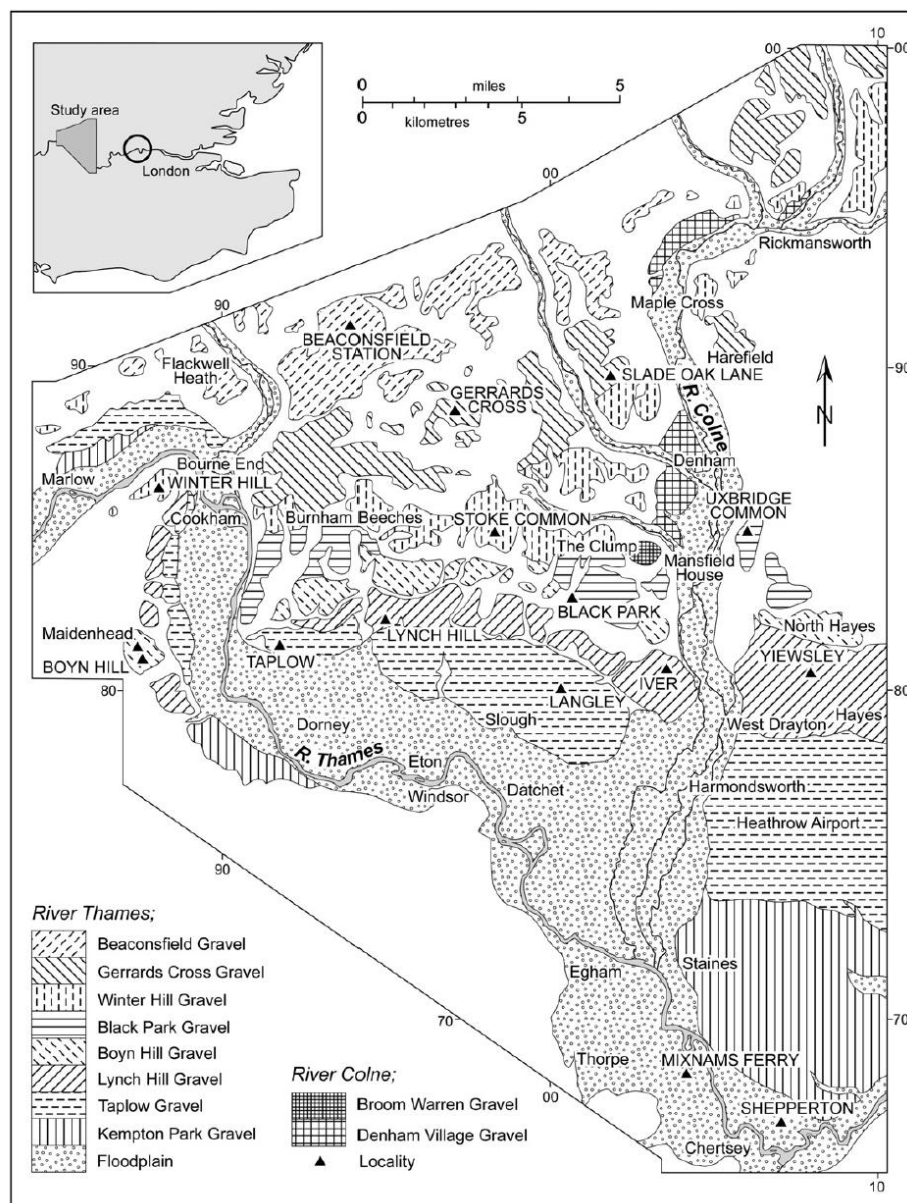 Study area
London
0 miles 5
0 kilometres 5
10
00
00
00
Rickmansworth
Maple Cross
90
BEACONSFIELD
STATION
Harefield
Flackwell
Heath
90
SLADE OAK LANE
90
GERRARDS
CROSS
R. Colne
N
Marlow
Bourne End
WINTER HILL
Denham
Cookham
Burnham Beeches
STOKE COMMON
UXBRIDGE
COMMON
The Clump
Mansfield
House
BLACK PARK
Maidenhead
BOYN HILL
LYNCH HILL
North Hayes
TAPLOW
YIEWSLEY
IVER
80
LANGLEY
80
Dorney
Slough
West Drayton
Hayes
R. Thames
Eton
Windsor
Datchet
Harmondsworth
Heathrow Airport
90
River Thames;
Beaconsfield Gravel
Gerrards Cross Gravel
Winter Hill Gravel
Black Park Gravel
Boyn Hill Gravel
Lynch Hill Gravel
Taplow Gravel
Kempton Park Gravel
Floodplain
Egham
Staines
70
70
Thorpe
MIXNAMS FERRY
00
River Colne;
Broom Warren Gravel
Denham Village Gravel
Locality
SHEPPERTON
Chertsey
10